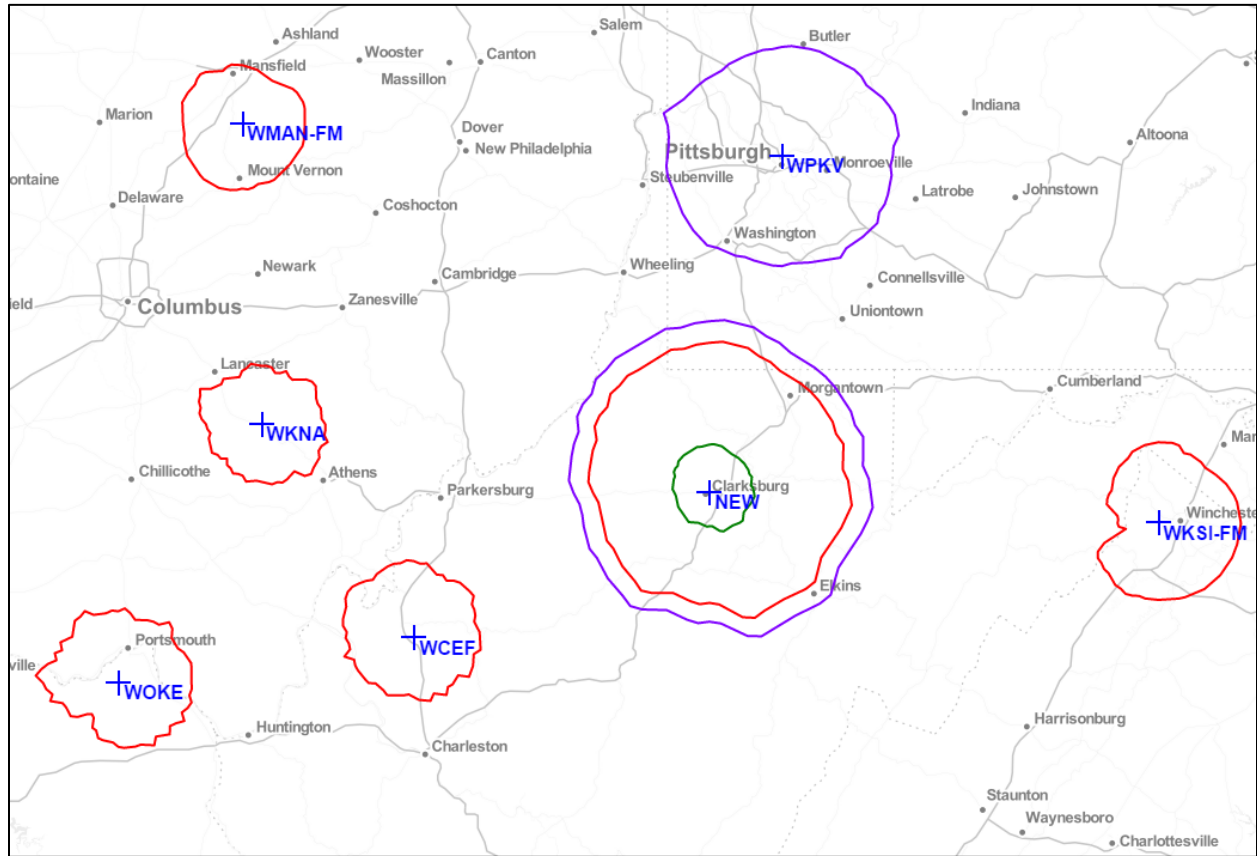 Salem
Butler
Ashland
Wooster
Canton
Mansfield
Massillon
Indiana
Marion
WMAN-FM
Dover
New Philadelphia
Altoona
Pittsburgh
WPKV
Monroeville
Mount Vernon
ontaine
Steubenville
Delaware
Latrobe
Johnstown
Coshocton
Washington
Newark
Cambridge
Wheeling
Connellsville
field
Columbus
Zanesville
Uniontown
Lancaster
Morgantown
Cumberland
WKNA
Mar
Chillicothe
Athens
Parkersburg
Clarksburg
NEW
Winchester
WKSI-FM
Elkins
Portsmouth
WCEF
ville
WOKE
Huntington
Harrisonburg
Charleston
Staunton
Waynesboro
Charlottesville